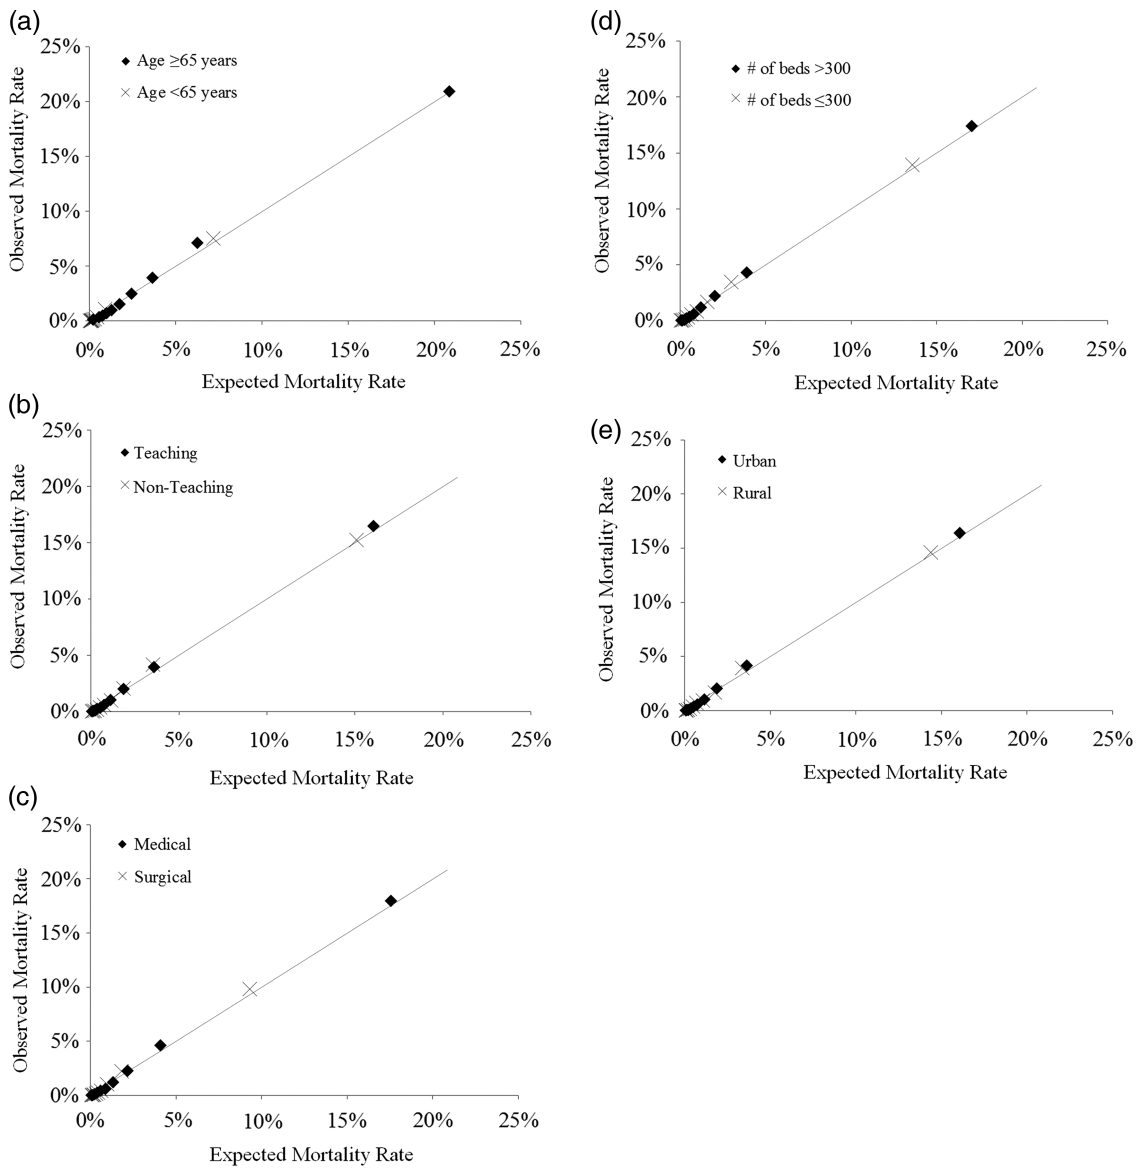 (a)
25%
20%
15%
10%
5%
0%
Observed Mortality Rate
◆ Age ≥65 years
× Age <65 years
0% 5% 10% 15% 20% 25%
Expected Mortality Rate
(b)
25%
20%
15%
10%
5%
0%
Observed Mortality Rate
◆ Teaching
× Non-Teaching
0% 5% 10% 15% 20% 25%
Expected Mortality Rate
(c)
25%
20%
15%
10%
5%
0%
Observed Mortality Rate
◆ Medical
× Surgical
0% 5% 10% 15% 20% 25%
Expected Mortality Rate
(d)
25%
20%
15%
10%
5%
0%
Observed Mortality Rate
◆ # of beds >300
× # of beds ≤300
0% 5% 10% 15% 20% 25%
Expected Mortality Rate
(e)
25%
20%
15%
10%
5%
0%
Observed Mortality Rate
◆ Urban
× Rural
0% 5% 10% 15% 20% 25%
Expected Mortality Rate